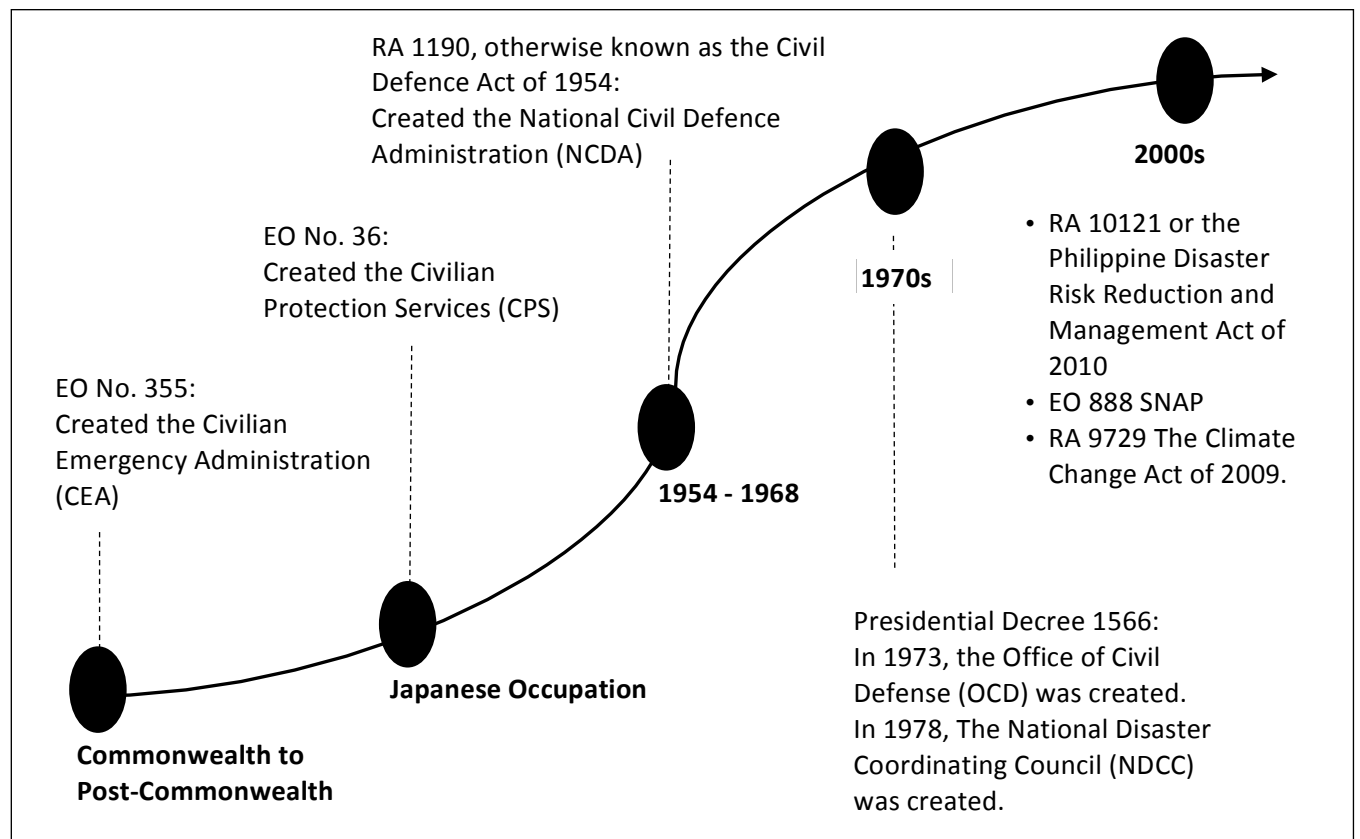 RA 1190, otherwise known as the Civil
Defence Act of 1954:
Created the National Civil Defence
Administration (NCDA)
EO No. 36:
Created the Civilian
Protection Services (CPS)
EO No. 355:
Created the Civilian
Emergency Administration
(CEA)
Commonwealth to
Post-Commonwealth
Japanese Occupation
1954 - 1968
1970s
Presidential Decree 1566:
In 1973, the Office of Civil
Defense (OCD) was created.
In 1978, The National Disaster
Coordinating Council (NDCC)
was created.
2000s
• RA 10121 or the
Philippine Disaster
Risk Reduction and
Management Act of
2010
• EO 888 SNAP
• RA 9729 The Climate
Change Act of 2009.